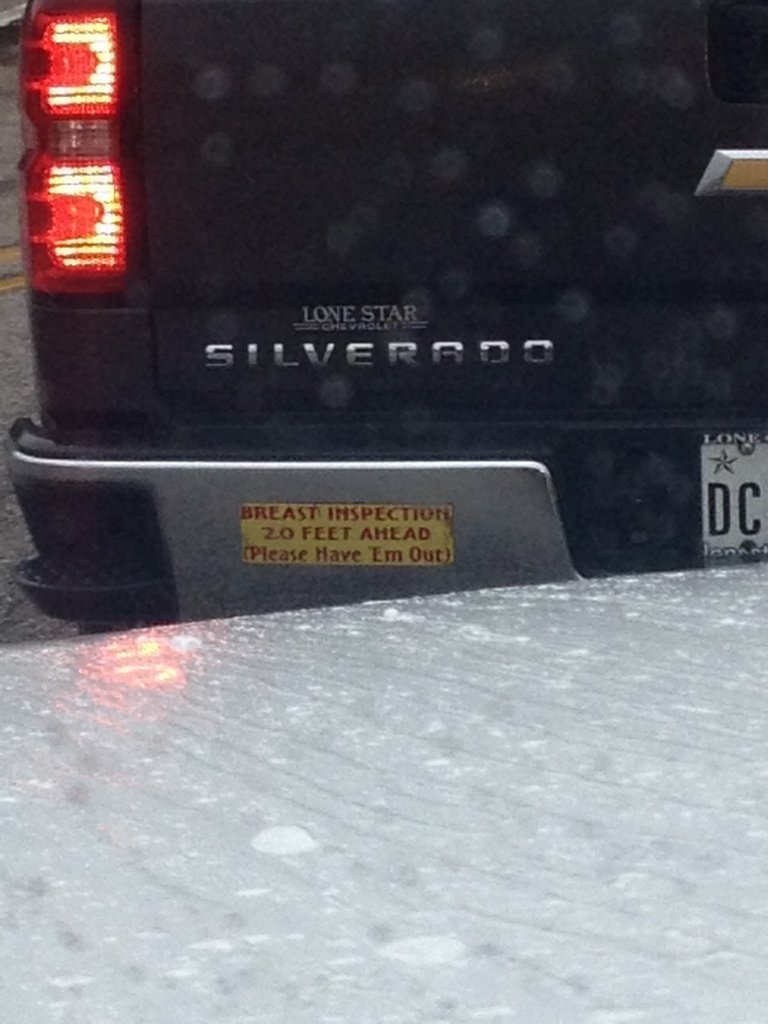 LONE STAR
CHEVROLET
SILVERADO
BREAST INSPECTION
20 FEET AHEAD
(Please Have 'Em Out)
DC